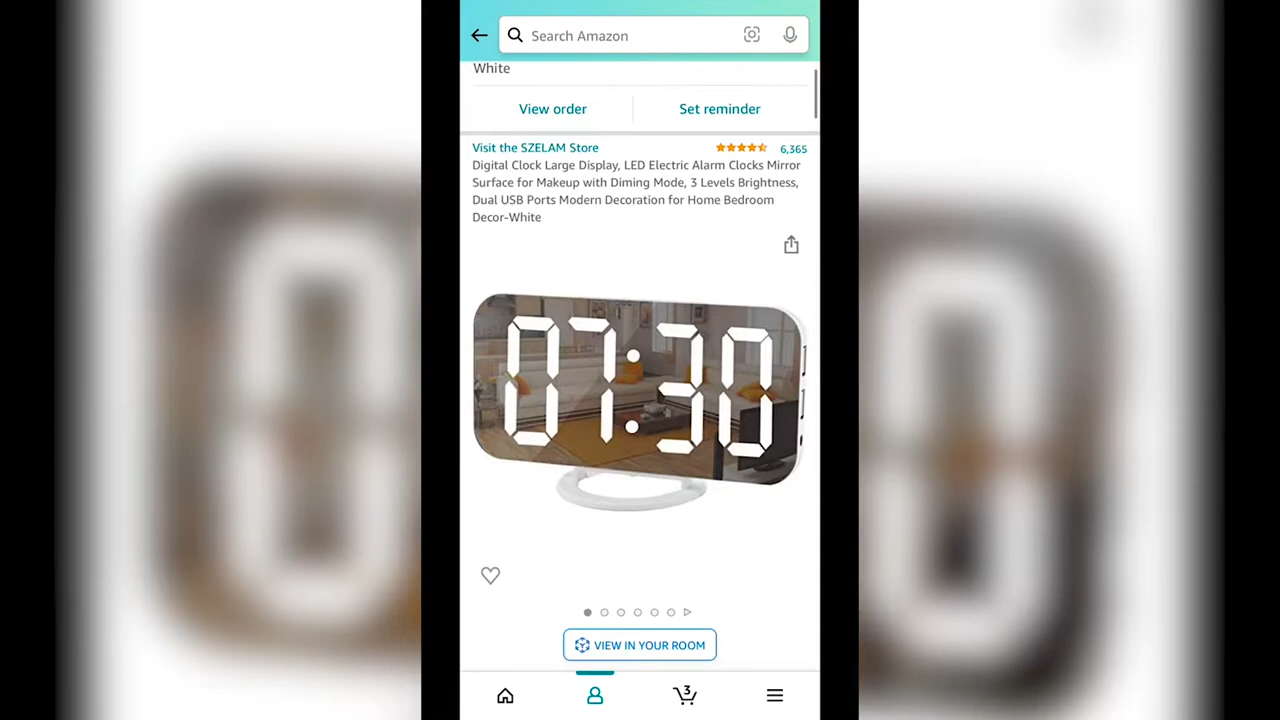 Search Amazon
White
View order
Set reminder
Visit the SZELAM Store
6,365
Digital Clock Large Display, LED Electric Alarm Clocks Mirror
Surface for Makeup with Diming Mode, 3 Levels Brightness,
Dual USB Ports Modern Decoration for Home Bedroom
Decor-White
07:30
VIEW IN YOUR ROOM
3